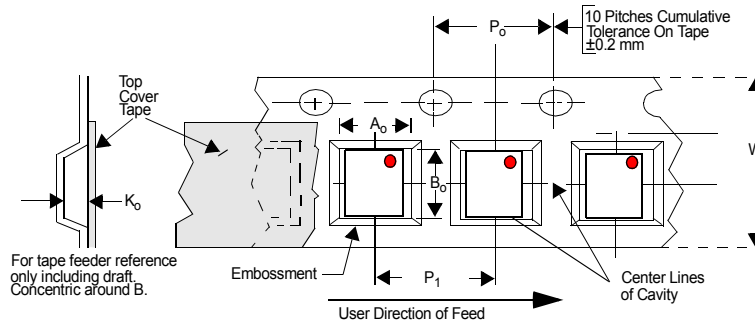 10 Pitches Cumulative
Tolerance On Tape
±0.2 mm
Po
Top
Cover
Tape
Ao
W
Bo
Ko
For tape feeder reference
only including draft.
Concentric around B.
Embossment
P1
Center Lines
of Cavity
User Direction of Feed